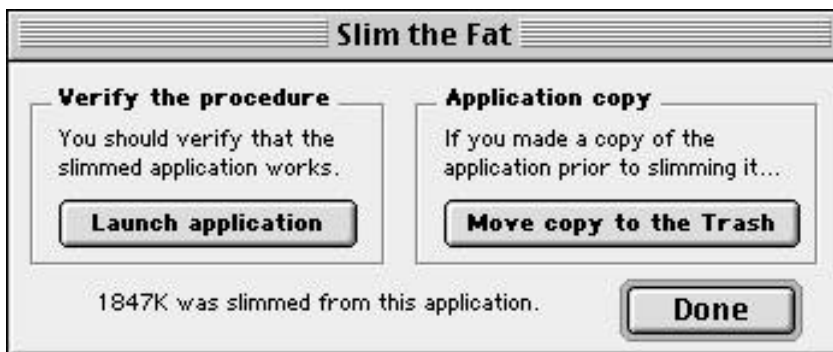 Slim the Fat
Verify the procedure
You should verify that the
slimmed application works.
Launch application
Application copy
If you made a copy of the
application prior to slimming it...
Move copy to the Trash
1847K was slimmed from this application.
Done